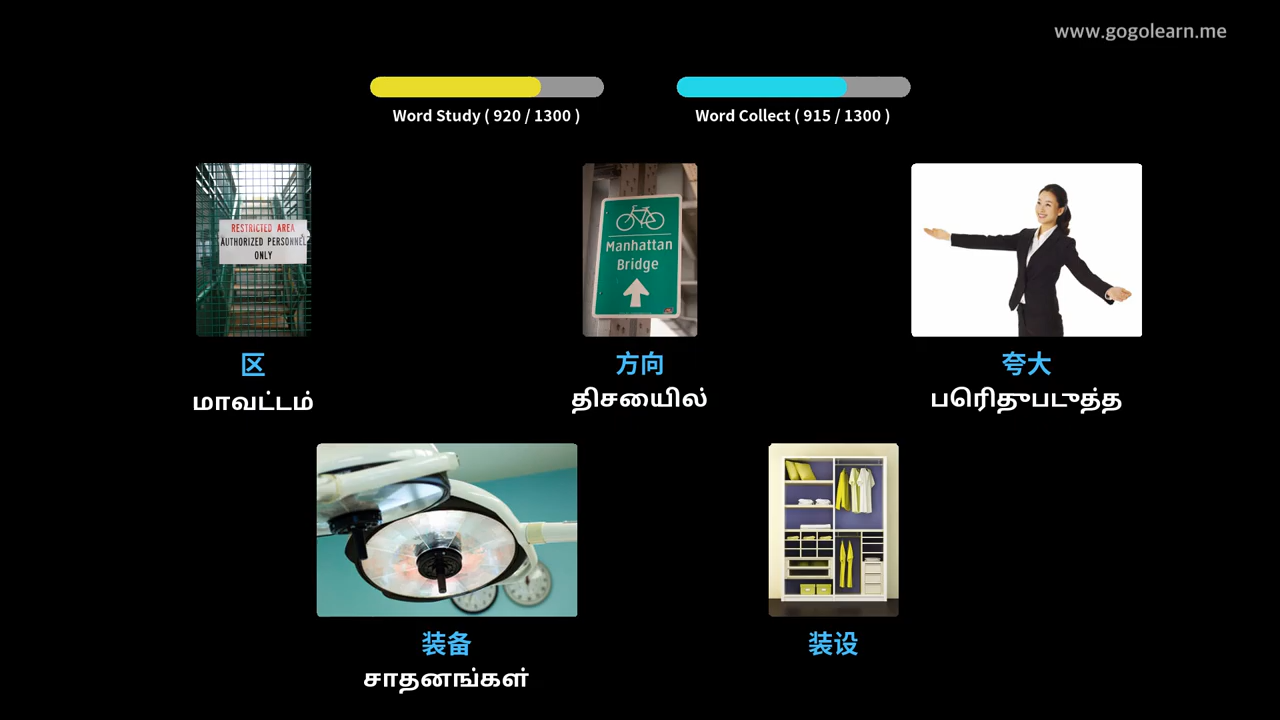 www.gogolearn.me
Word Study ( 920 / 1300 )
Word Collect ( 915 / 1300 )
RESTRICTED AREA
AUTHORIZED PERSONNEL
ONLY
Manhattan
Bridge
区
方向
夸大
மாவட்டம்
திசையில்
பெரிதுபடுத்த
装备
装设
சாதனங்கள்